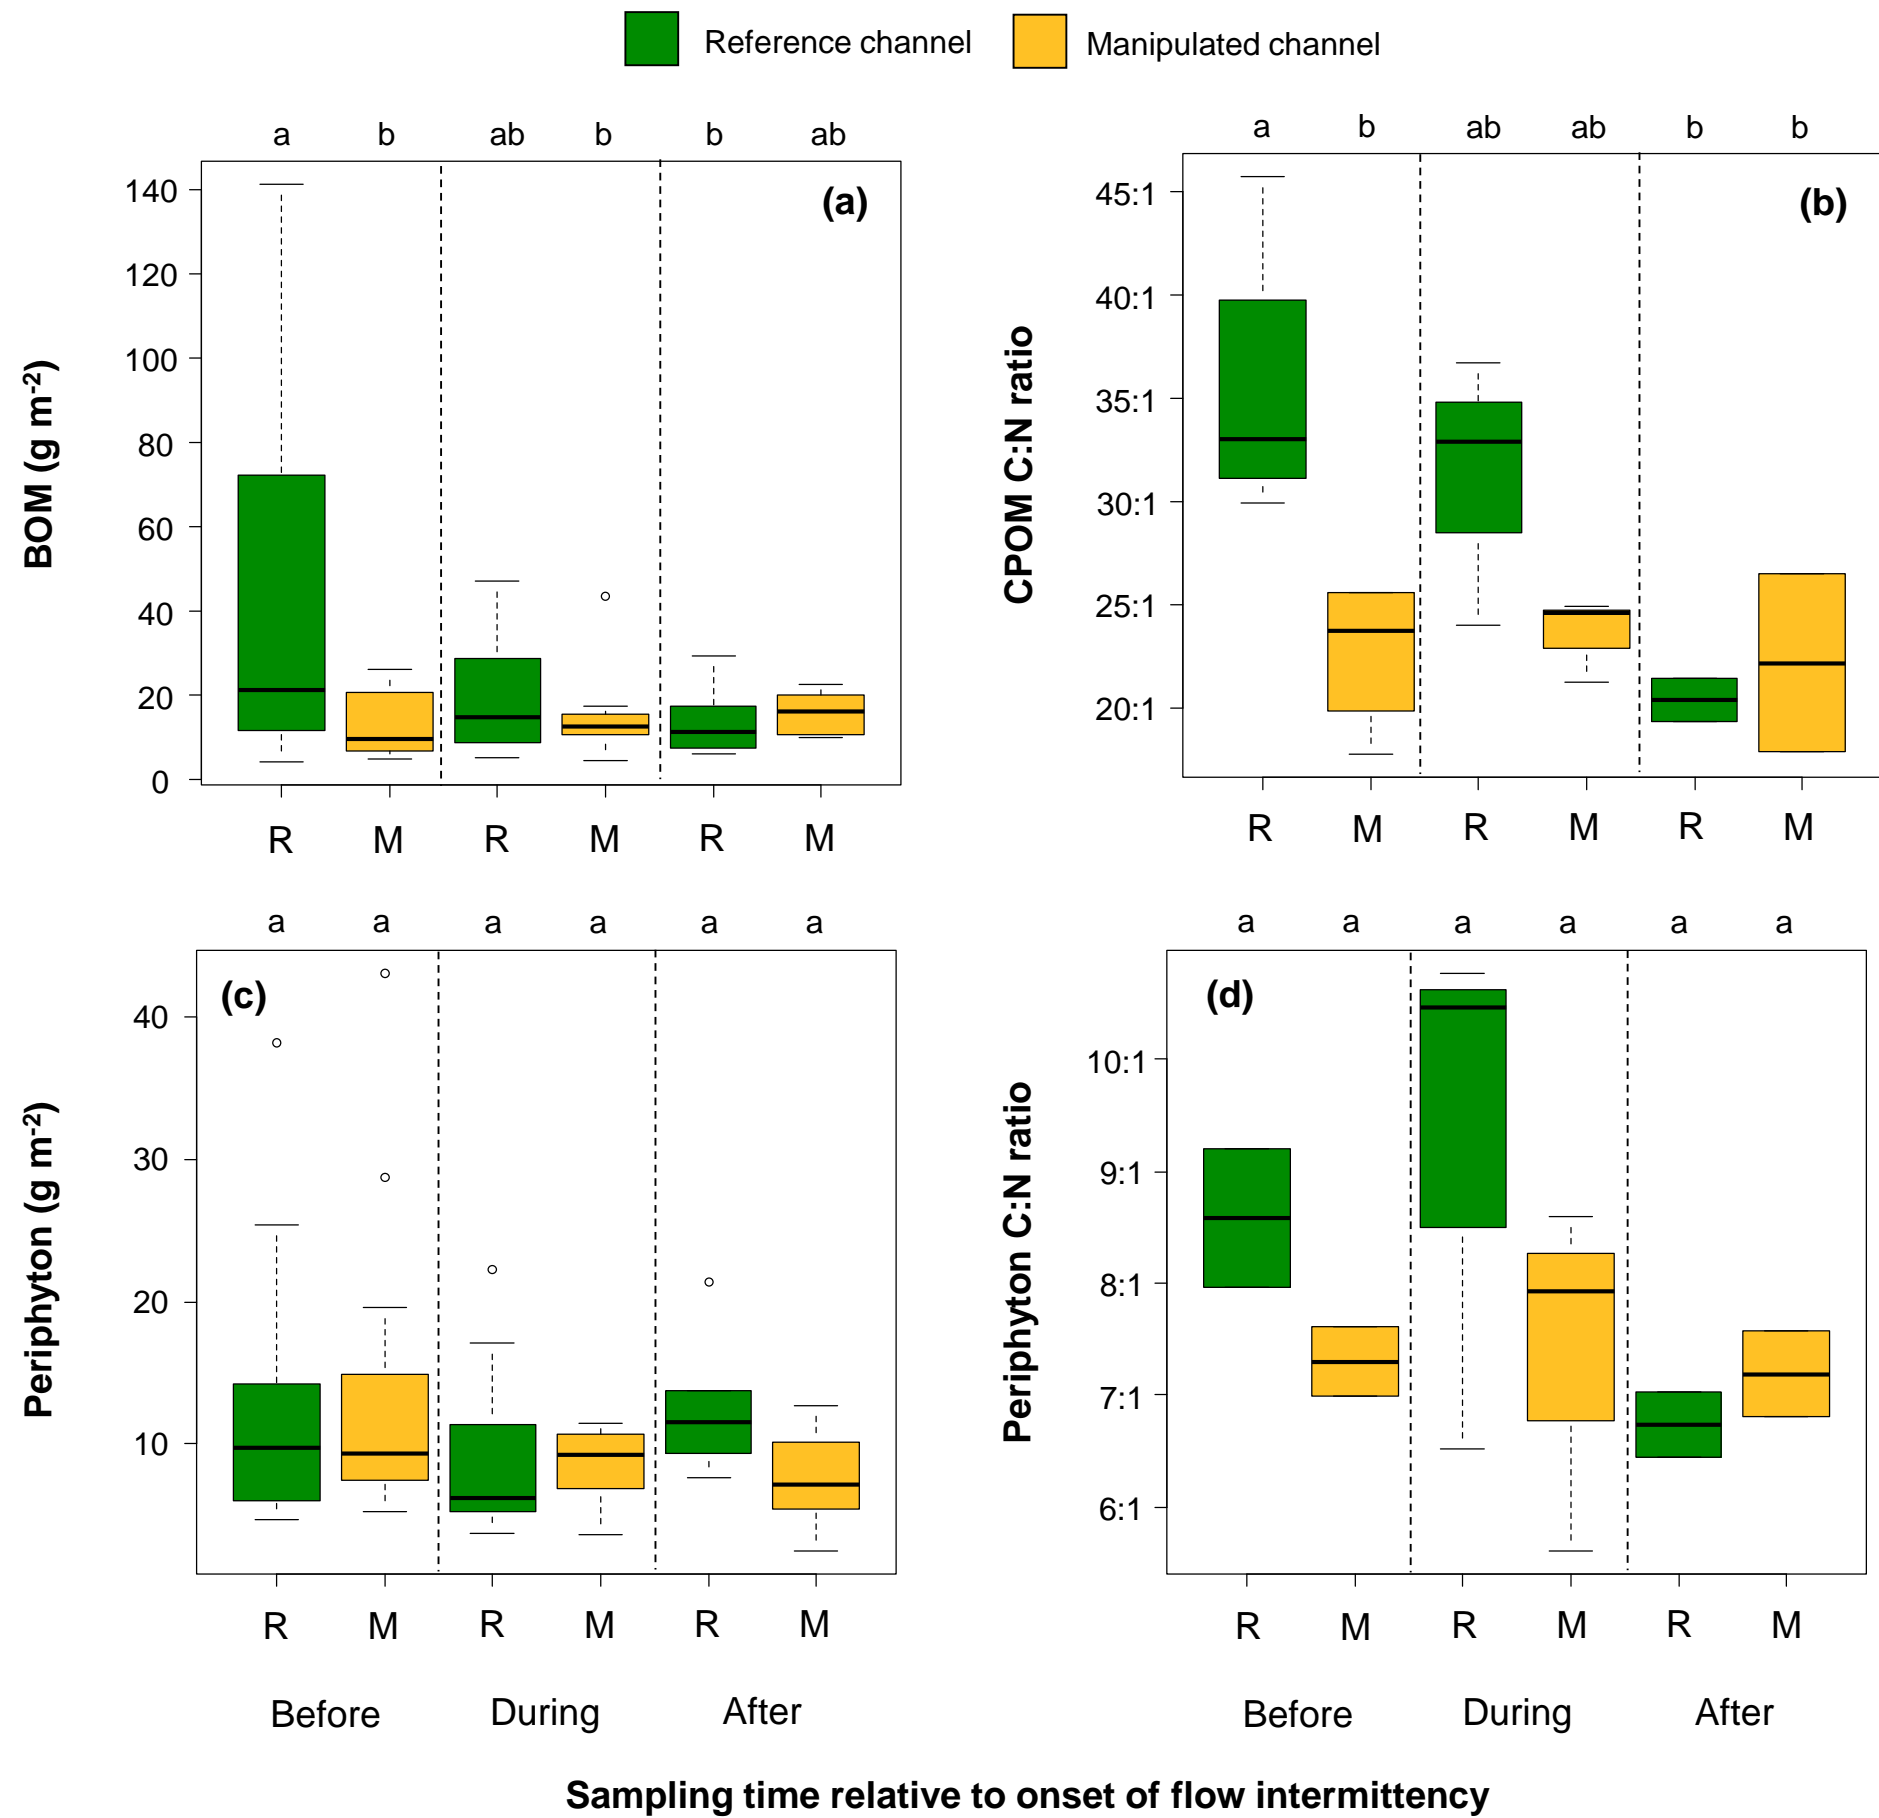 Reference channel Manipulated channel
a b ab b b ab
(a)
BOM (g m-2)
140
120
100
80
60
40
20
0
R M R M R M
a b ab ab b b
(b)
CPOM C:N ratio
45:1
40:1
35:1
30:1
25:1
20:1
R M R M R M
a a a a a a
(c)
Periphyton (g m-2)
40
30
20
10
R M R M R M
Before During After
a a a a a a
(d)
Periphyton C:N ratio
10:1
9:1
8:1
7:1
6:1
R M R M R M
Before During After
Sampling time relative to onset of flow intermittency